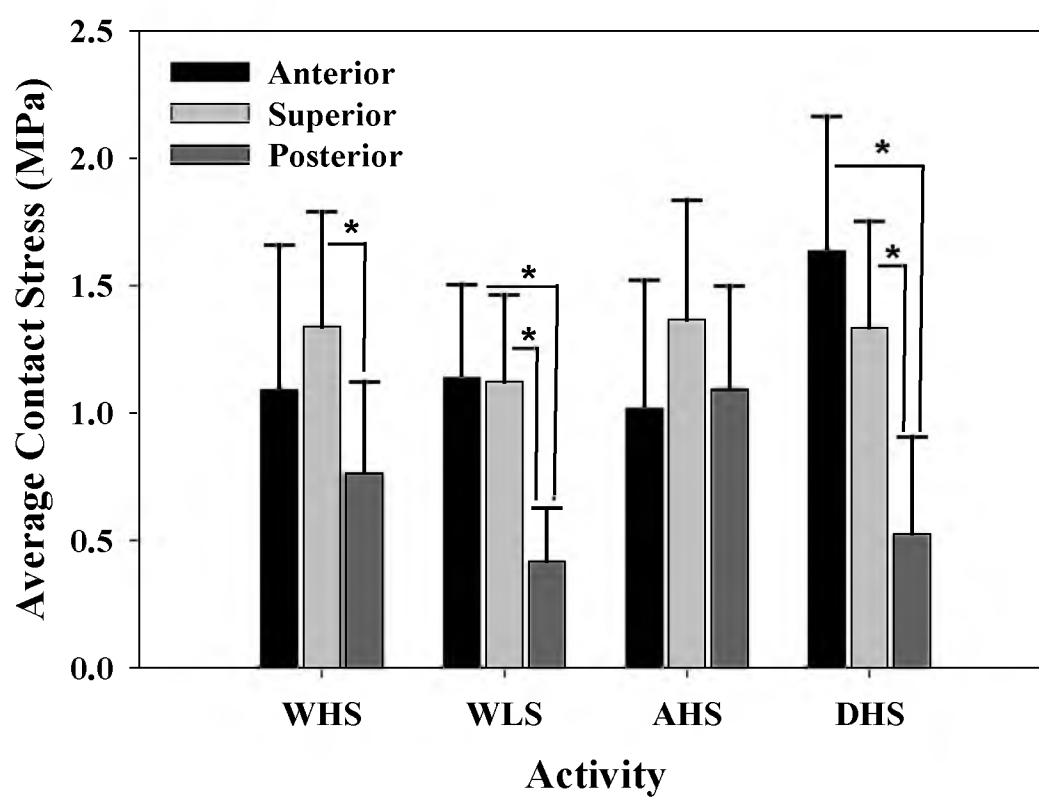 2.5
Anterior
Superior
Posterior
2.0
1.5
1.0
0.5
0.0
Average Contact Stress (MPa)
*
*
*
*
*
WHS WLS AHS DHS
Activity